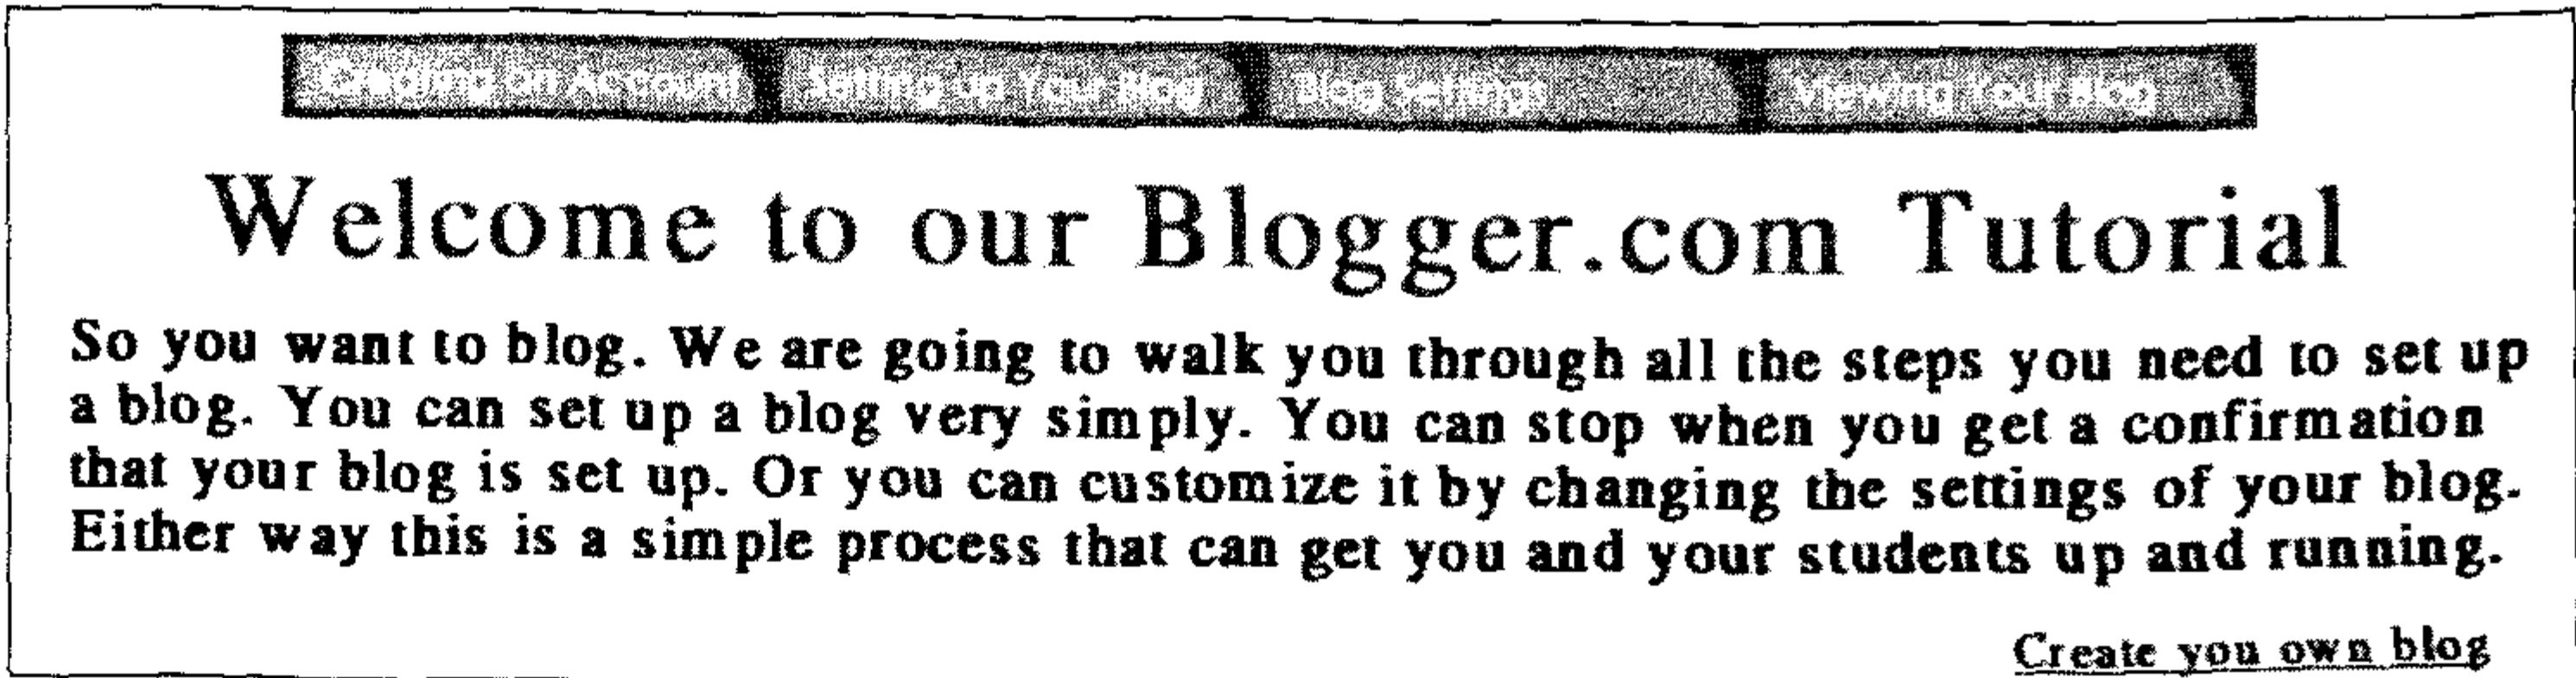 Creating an Account Setting up Your Blog Blog Settings Viewing Your Blog
Welcome to our Blogger.com Tutorial
So you want to blog. We are going to walk you through all the steps you need to set up
a blog. You can set up a blog very simply. You can stop when you get a confirmation
that your blog is set up. Or you can customize it by changing the settings of your blog.
Either way this is a simple process that can get you and your students up and running.
Create you own blog